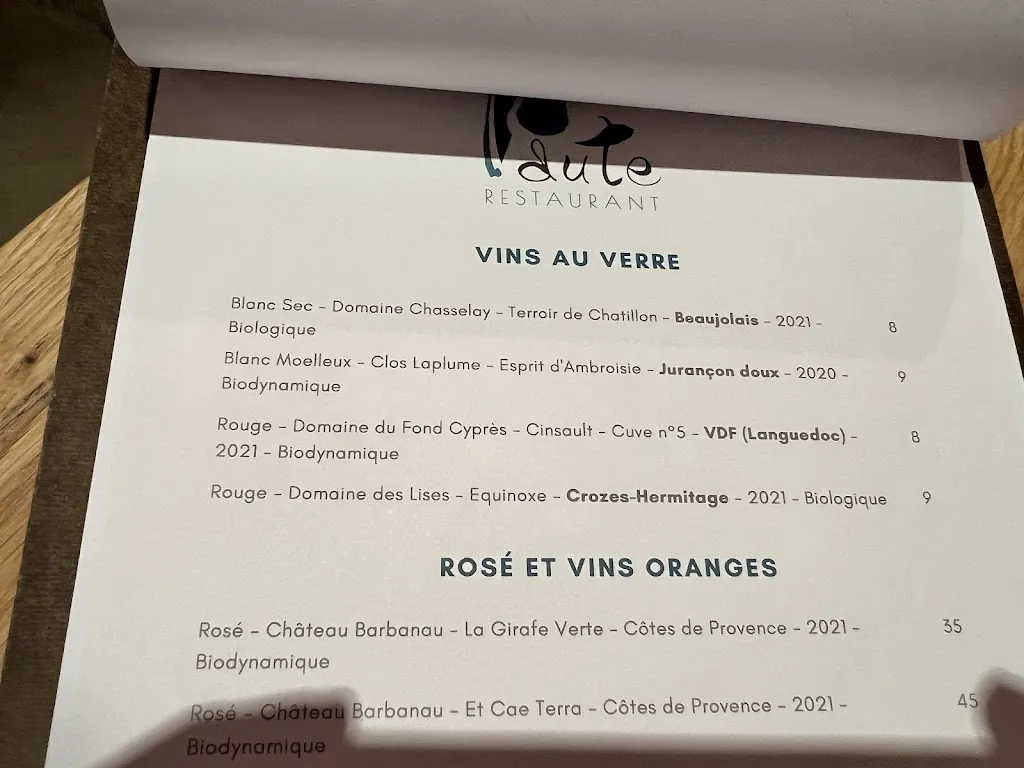 RESTAURANT
VINS AU VERRE
Blanc Sec - Domaine Chasselay - Terroir de Chatillon - Beaujolais - 2021 - 8
Biologique
Blanc Moelleux - Clos Laplume - Esprit d'Ambroisie - Jurançon doux - 2020 - 9
Biodynamique
Rouge - Domaine du Fond Cyprès - Cinsault - Cuve n°5 - VDF (Languedoc) - 8
2021 - Biodynamique
Rouge - Domaine des Lises - Equinoxe - Crozes-Hermitage - 2021 - Biologique 9
ROSÉ ET VINS ORANGES
Rosé - Château Barbanau - La Girafe Verte - Côtes de Provence - 2021 - 35
Biodynamique
Rosé - Château Barbanau - Et Cae Terra - Côtes de Provence - 2021 - 45
Biodynamique